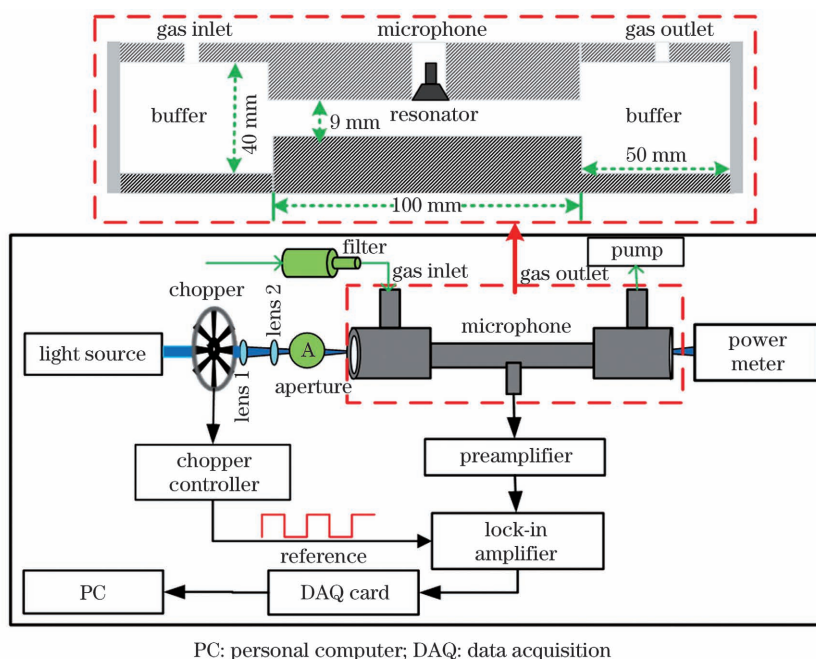 gas inlet
microphone
gas outlet
buffer
40 mm
9 mm
resonator
buffer
50 mm
100 mm
filter
gas inlet
gas outlet
pump
chopper
lens 1
lens 2
light source
A
aperture
microphone
power
meter
chopper
controller
preamplifier
reference
lock-in
amplifier
PC
DAQ card
PC: personal computer; DAQ: data acquisition